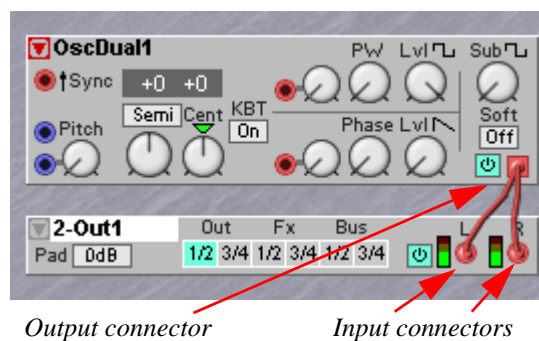 OscDual1 PW Lvl Sub
Sync +0 +0
Semi Cent KBT On Soft Off
Pitch Phase Lvl
2-Out1 Out Fx Bus L R
Pad 0dB 1/2 3/4 1/2 3/4 1/2 3/4
Output connector Input connectors